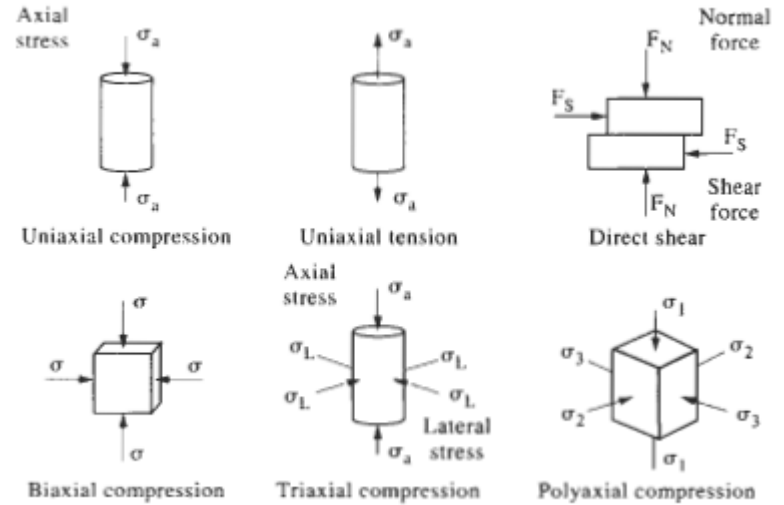 Axial
stress
σa
σa
Uniaxial compression
σa
σa
Uniaxial tension
Normal
force
FN
FS
FS
FN
Shear
force
Direct shear
σ
σ
σ
σ
Biaxial compression
Axial
stress
σa
σL
σL
σL
σL
Lateral
stress
σa
Triaxial compression
σ1
σ3
σ2
σ2
σ3
σ1
Polyaxial compression